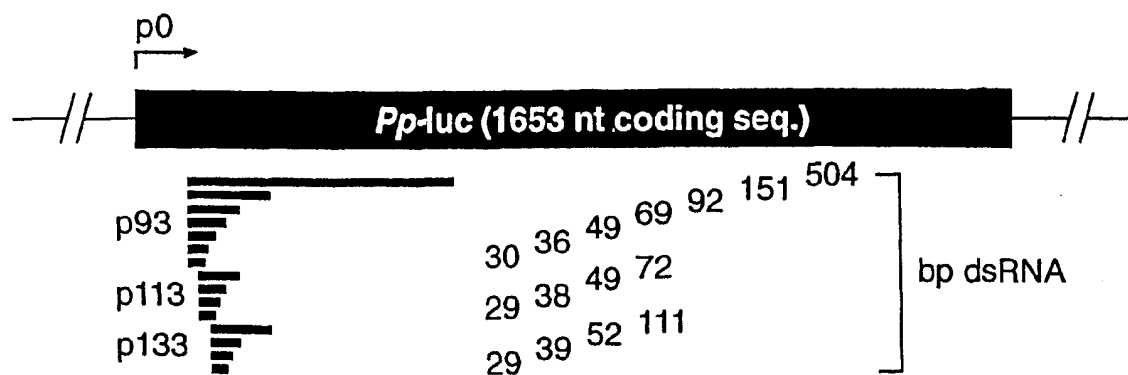 p0
Pp-luc (1653 nt coding seq.)
p93
30 36 49 69 92 151 504
p113
29 38 49 72
p133
29 39 52 111
bp dsRNA